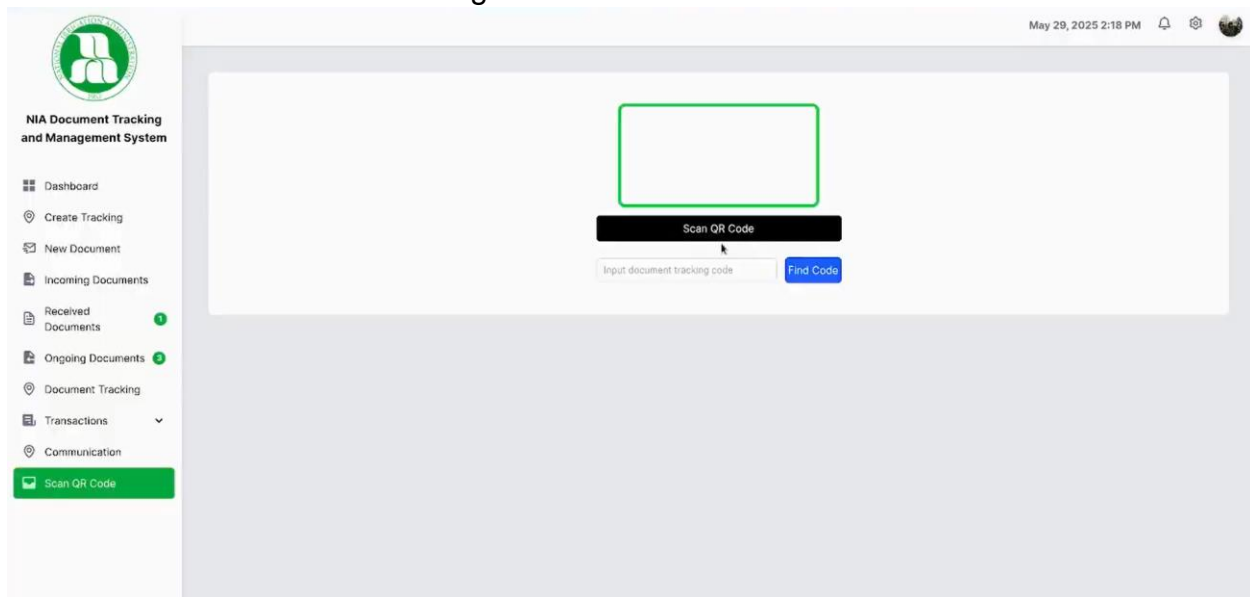 May 29, 2025 2:18 PM
NIA Document Tracking
and Management System
Dashboard
Create Tracking
New Document
Incoming Documents
Received
Documents
1
Ongoing Documents
3
Document Tracking
Transactions
Communication
Scan QR Code
Scan QR Code
Input document tracking code
Find Code